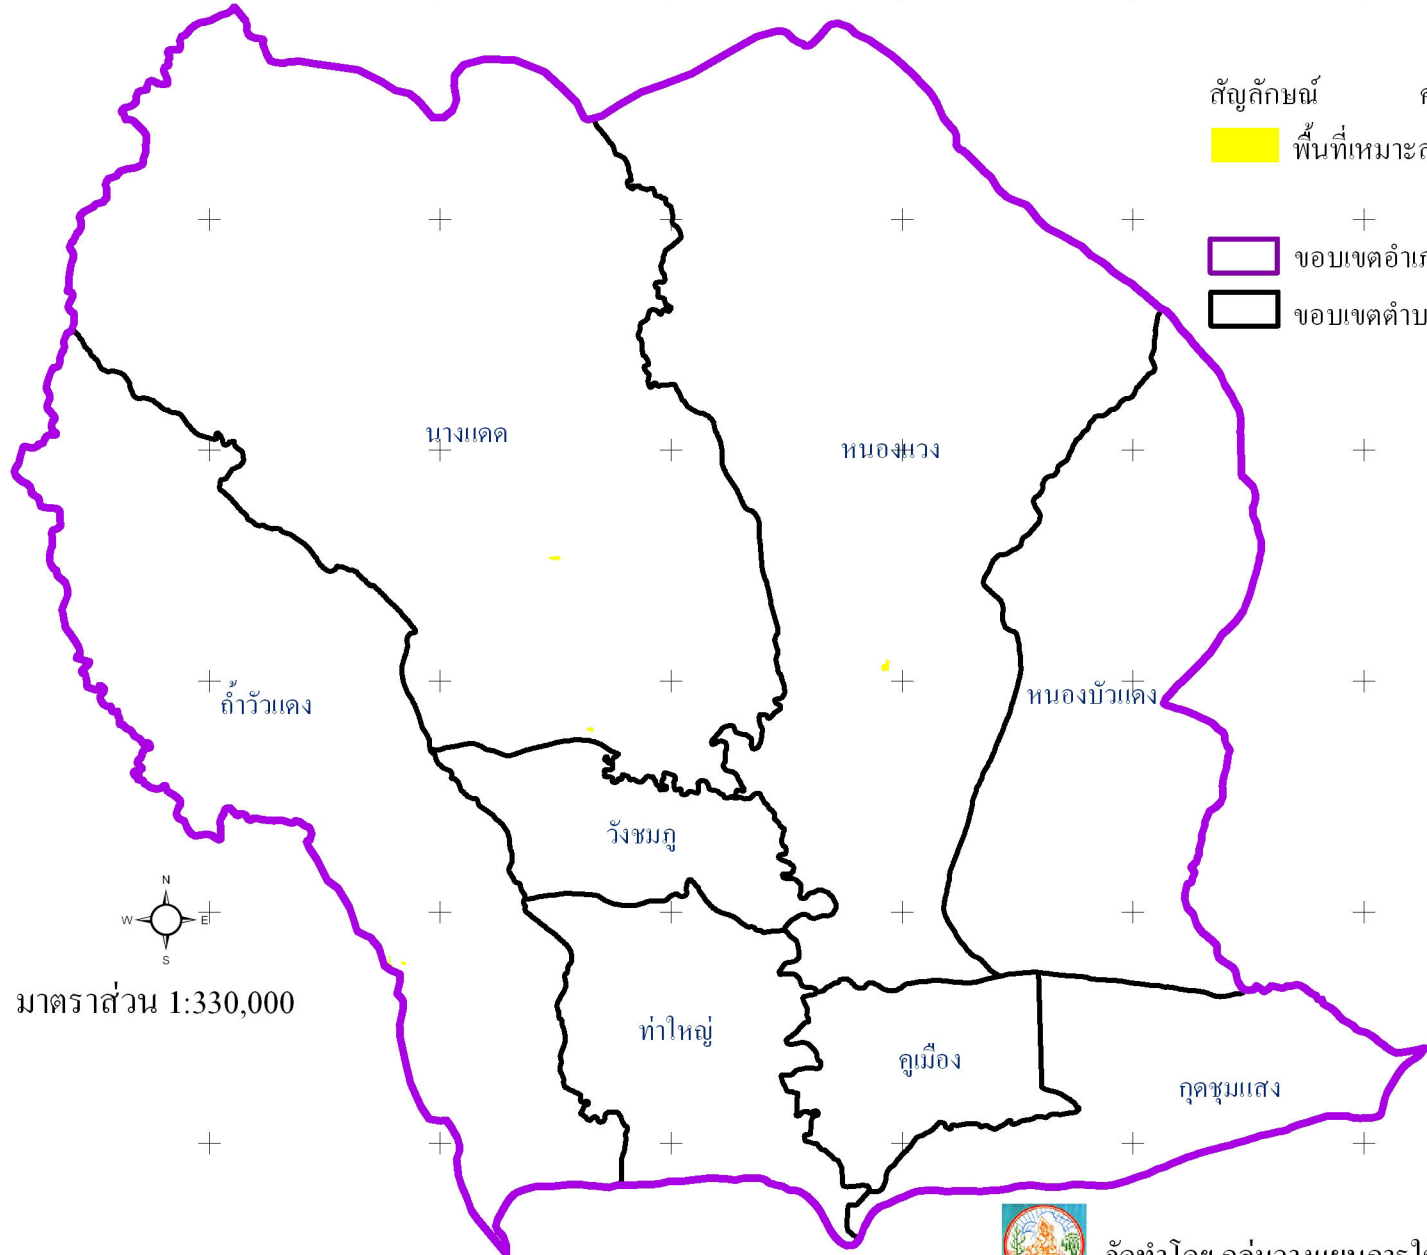 สัญลักษณ์
พื้นที่เหมาะส
ขอบเขตอำเภ
ขอบเขตตำบ
นางแดด
หนองแวง
ถ้ำวัวแดง
หนองบัวแดง
วังชมภู
N
W E
S
มาตราส่วน 1:330,000
ท่าใหญ่
คูเมือง
กุดชุมแสง